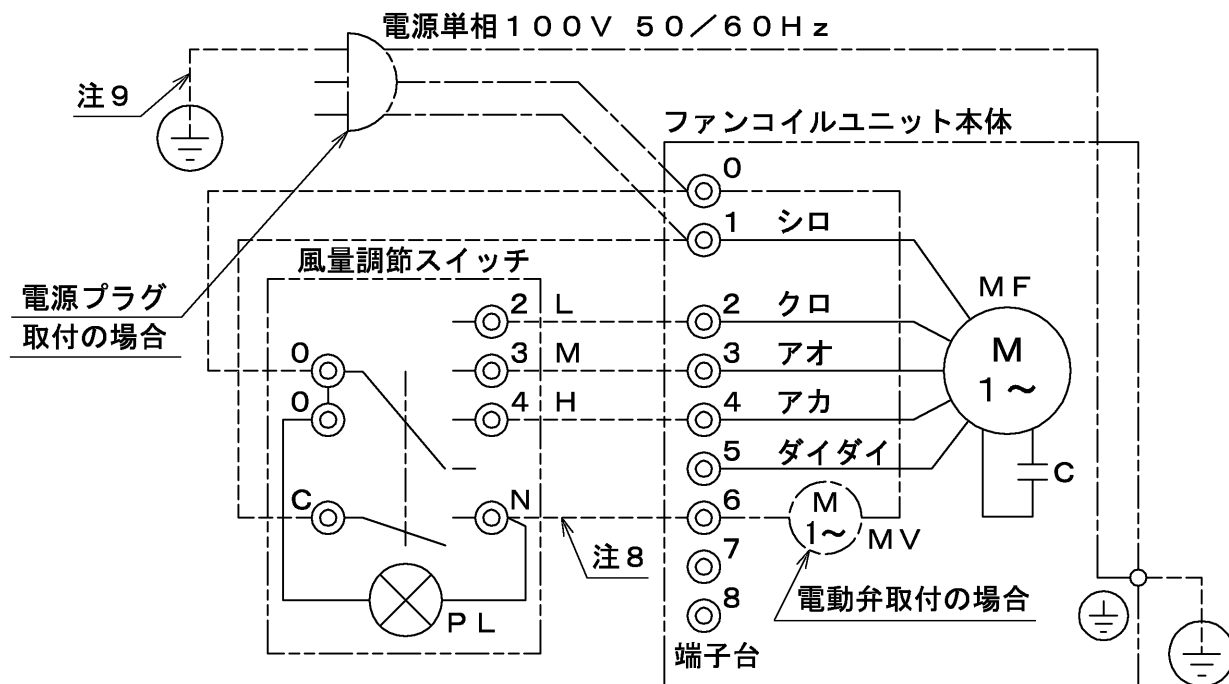 電源単相１００Ｖ ５０／６０Ｈｚ
注９
ファンコイルユニット本体
0
1 シロ
風量調節スイッチ
電源プラグ
取付の場合
2 L
3 M
4 H
0
0
C
N
PL
注８
2 クロ
3 アオ
4 アカ
5 ダイダイ
6
7
8
端子台
MF
M
1～
C
M
1～
MV
電動弁取付の場合